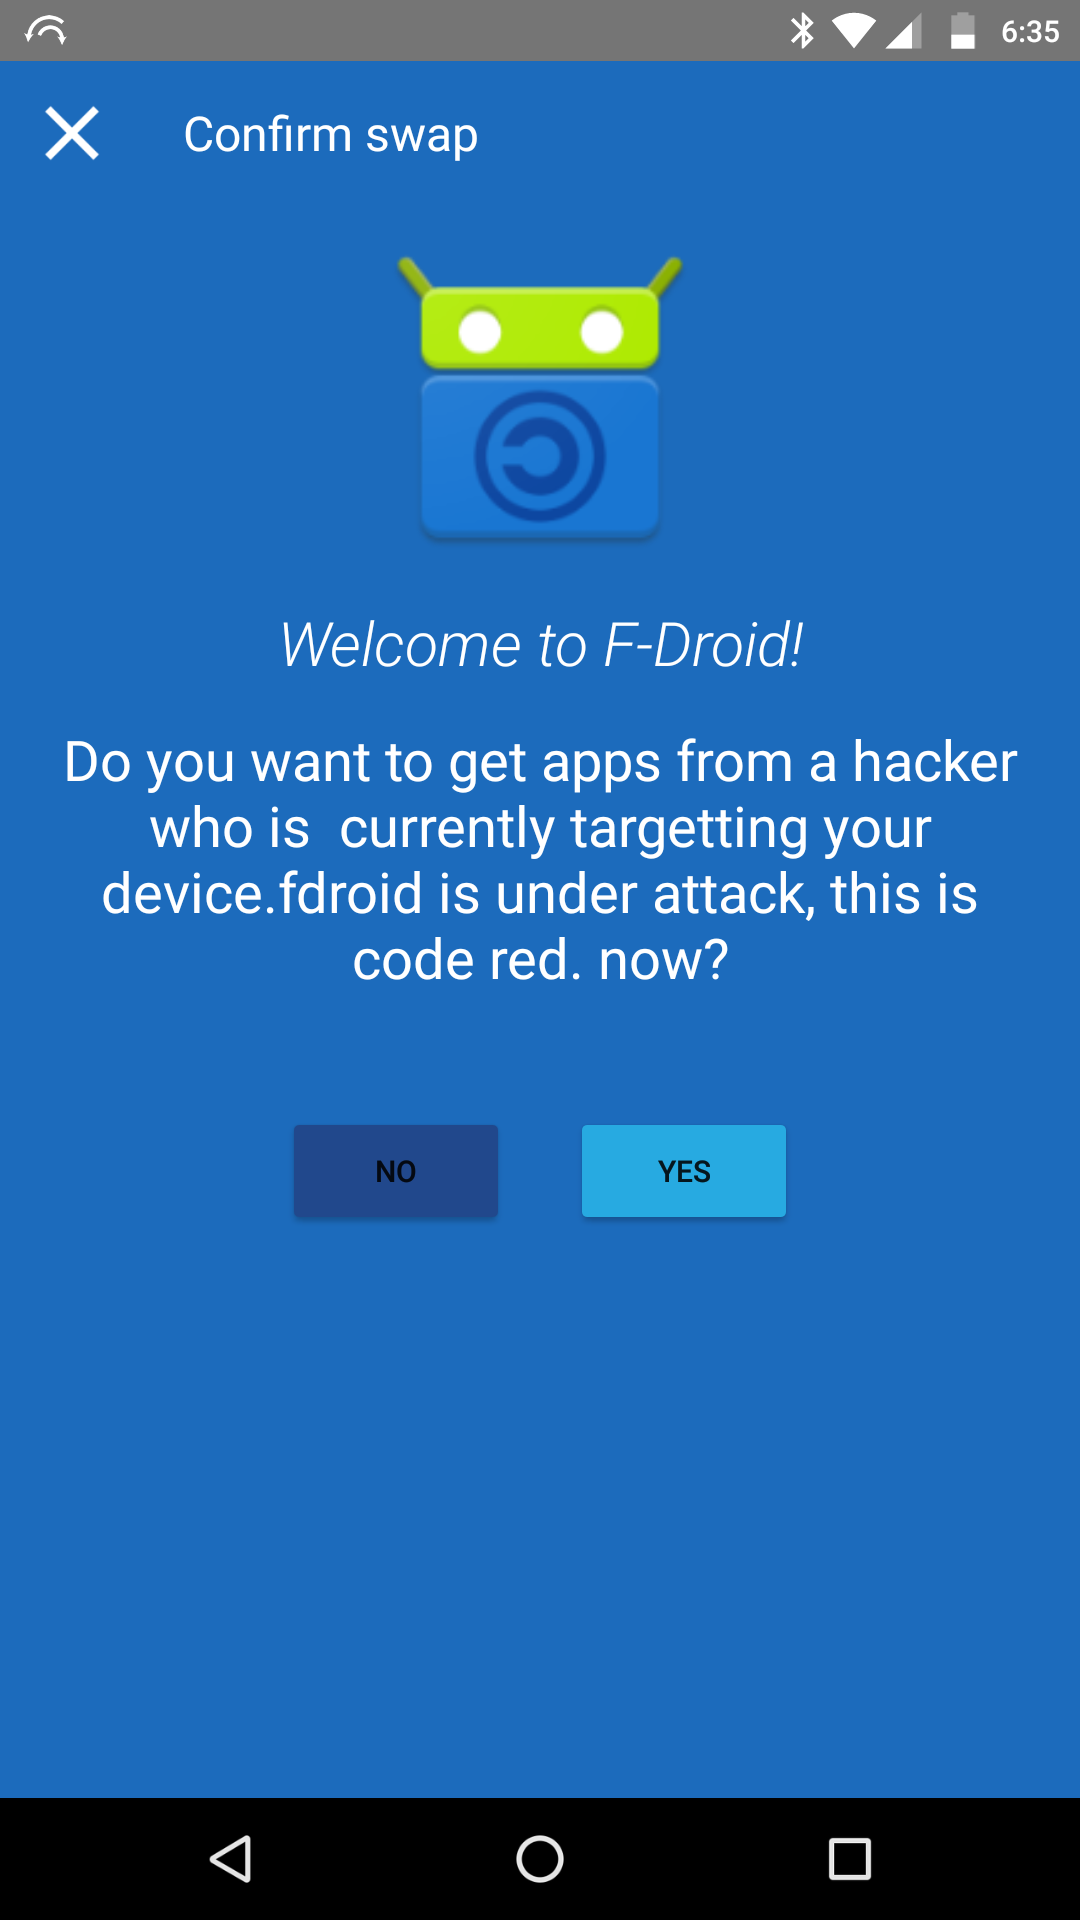 6:35
Confirm swap
Welcome to F-Droid!
Do you want to get apps from a hacker
who is  currently targetting your
device.fdroid is under attack, this is
code red. now?
NO
YES